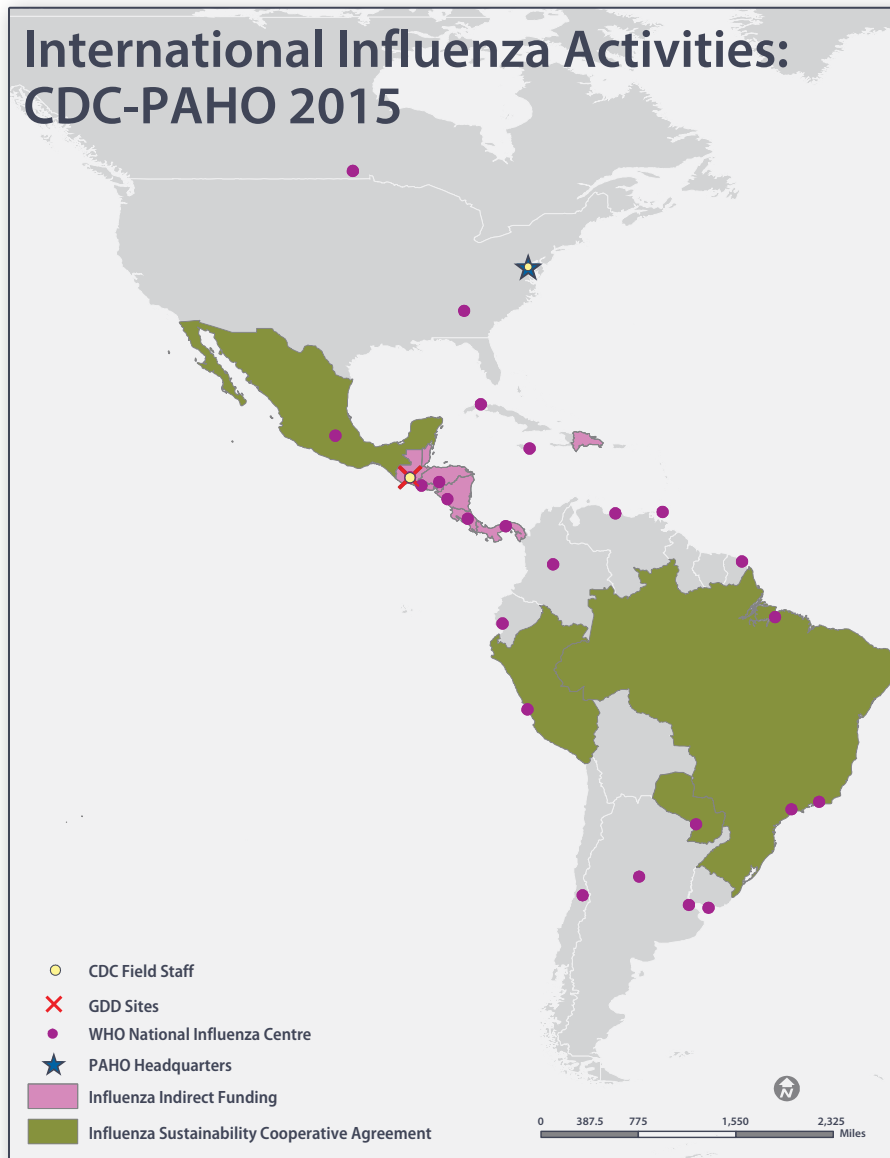 International Influenza Activities:
CDC-PAHO 2015
CDC Field Staff
GDD Sites
WHO National Influenza Centre
PAHO Headquarters
Influenza Indirect Funding
Influenza Sustainability Cooperative Agreement
N
0 387.5 775 1,550 2,325
Miles